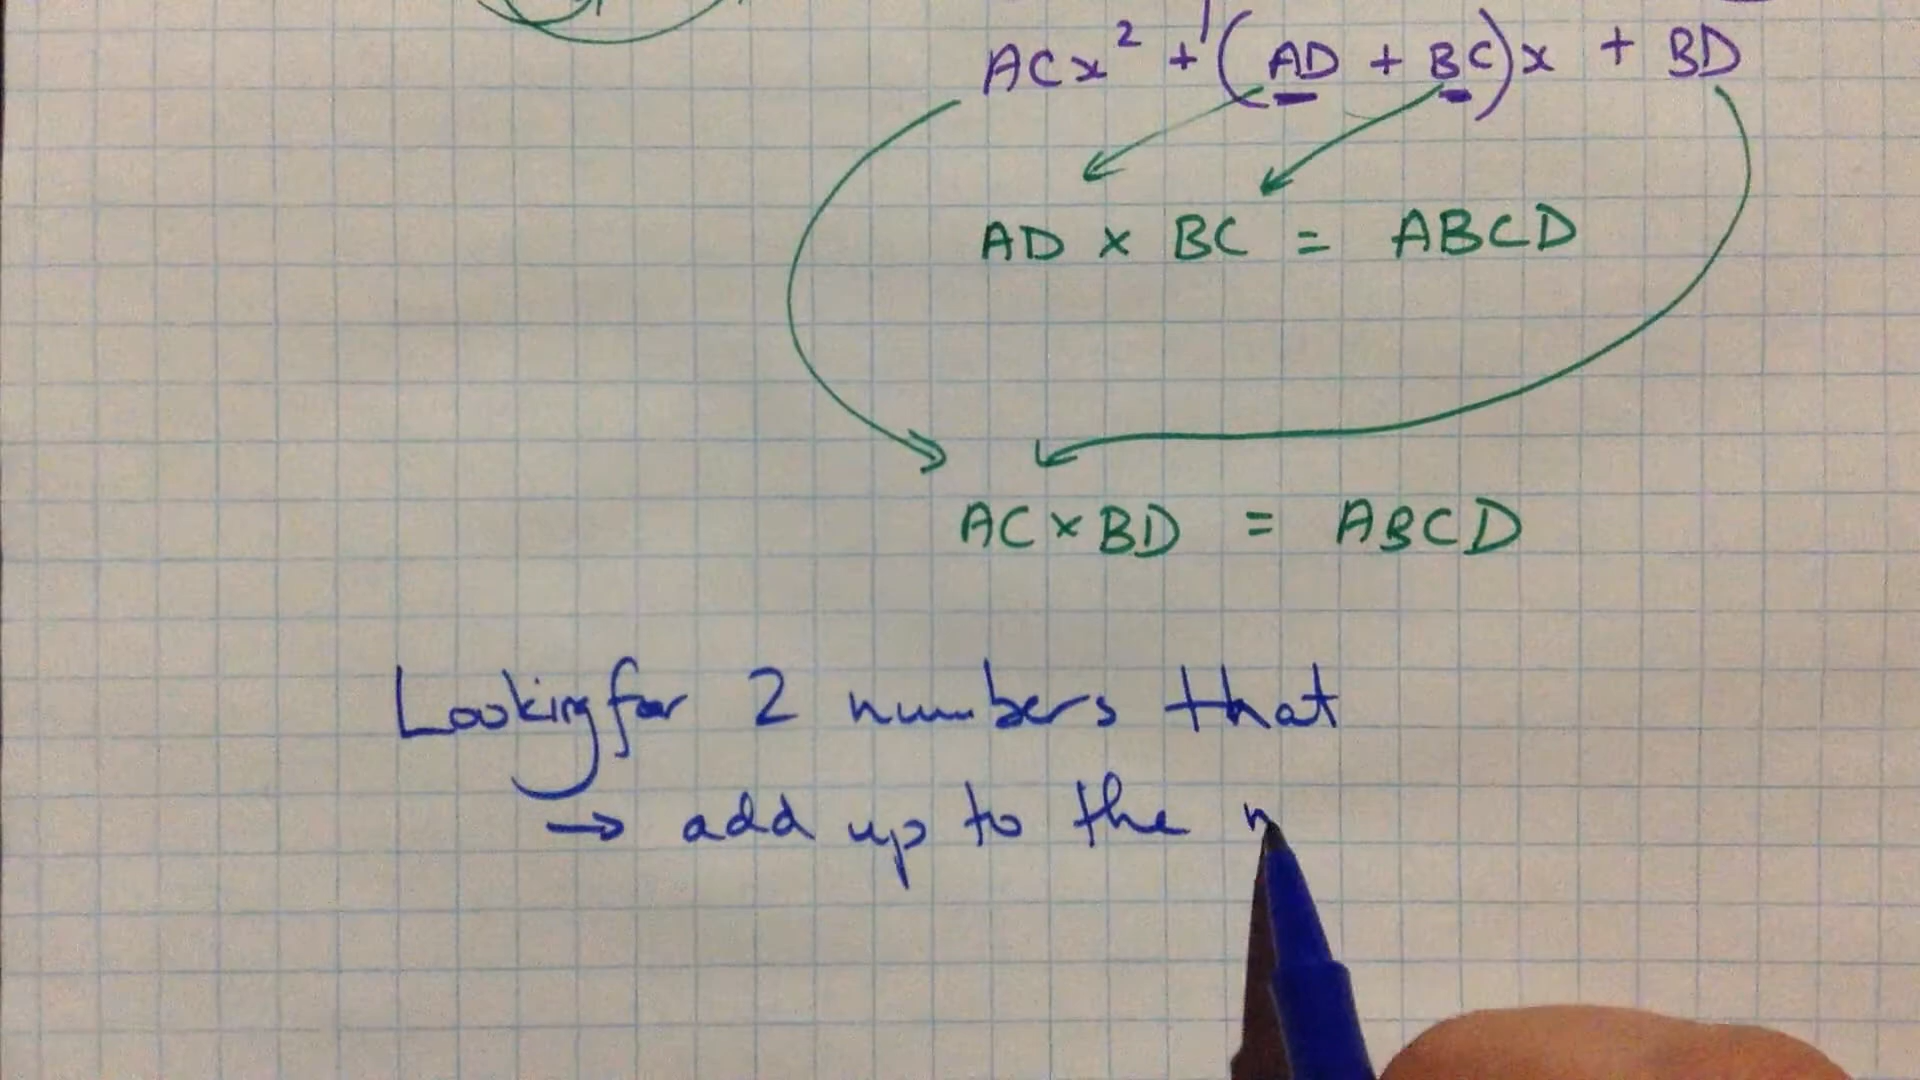 ACx² + (AD + BC)x + BD
AD × BC = ABCD
AC × BD = ABCD
Looking for 2 numbers that
→ add up to the